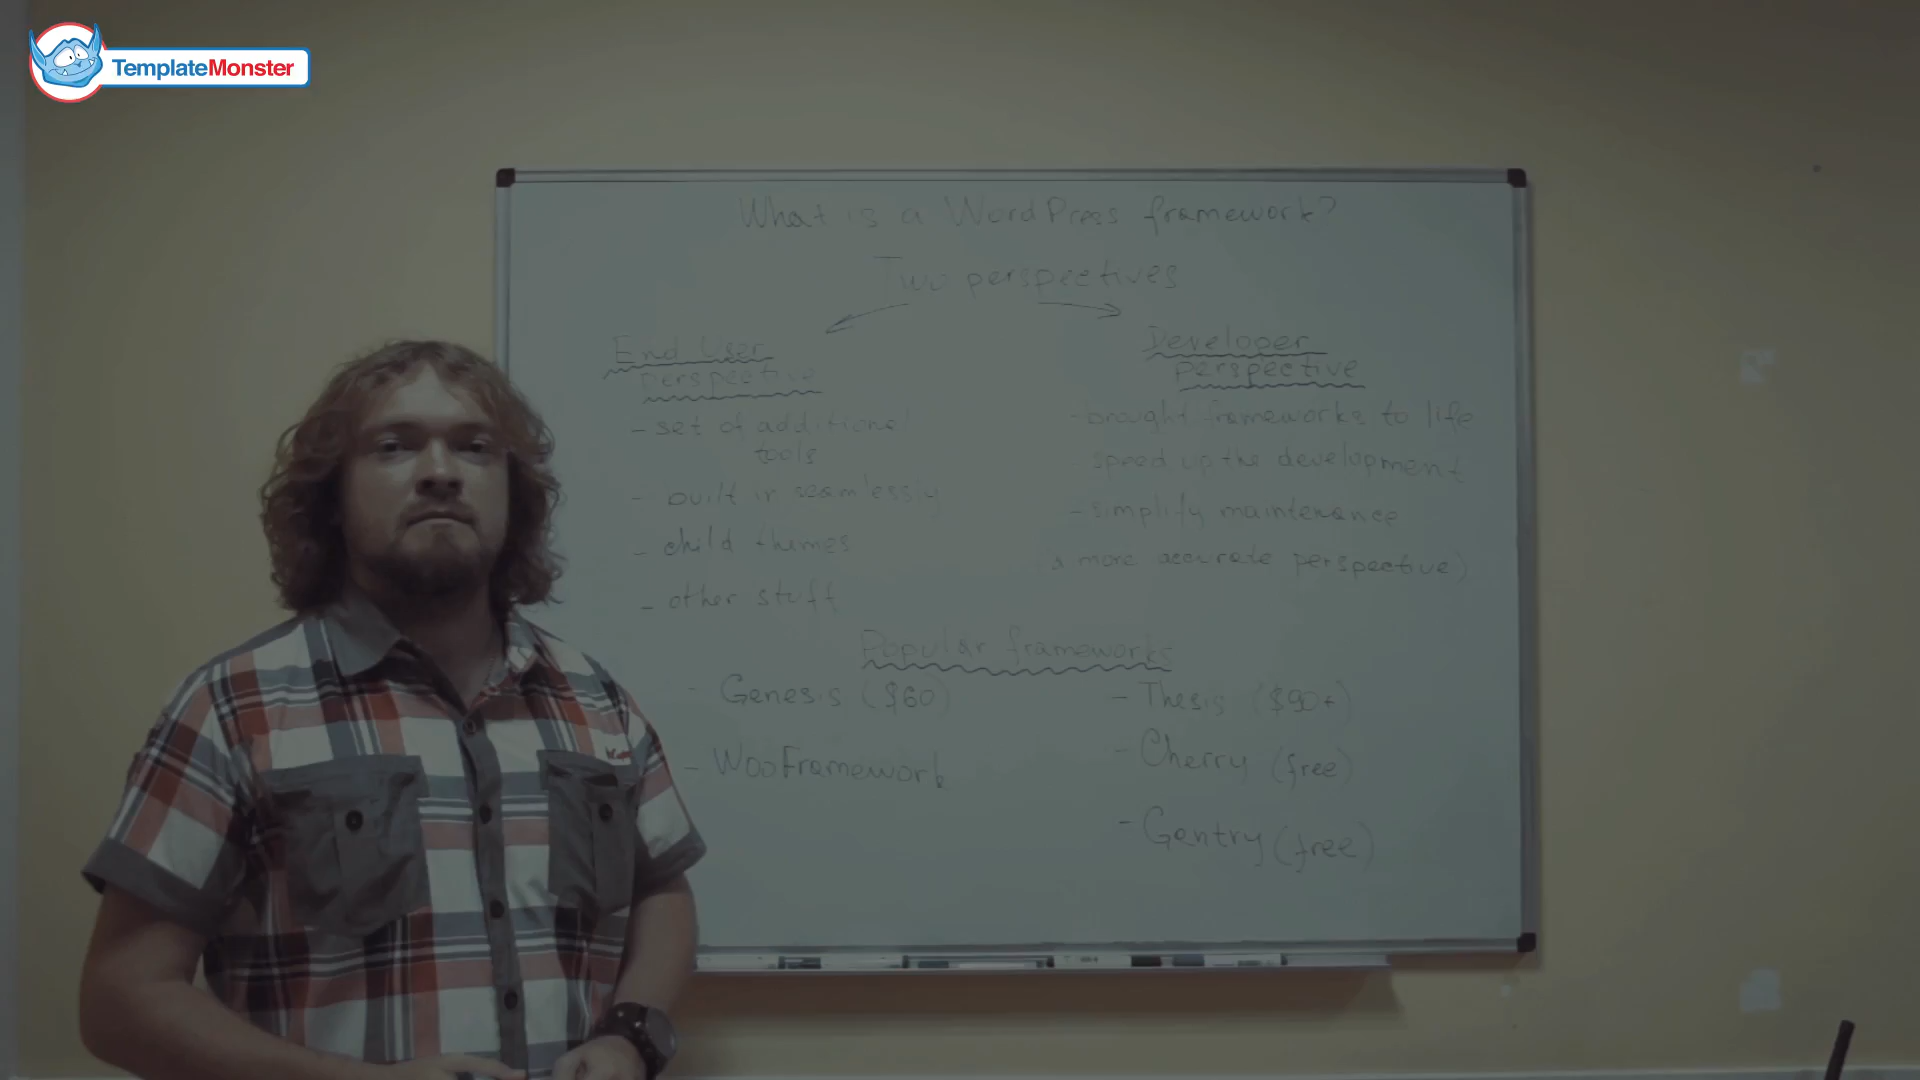 TemplateMonster
What is a WordPress framework?
Two perspectives
End User
perspective
- set of additional
tools
- built in seamlessly
- child themes
- other stuff
Developer
perspective
- brought frameworks to life
speed up the development
- simplify maintenance
(a more accurate perspective)
Popular frameworks
- Genesis ($60)
- WooFramework
- Thesis ($90+)
- Cherry (free)
- Gentry (free)